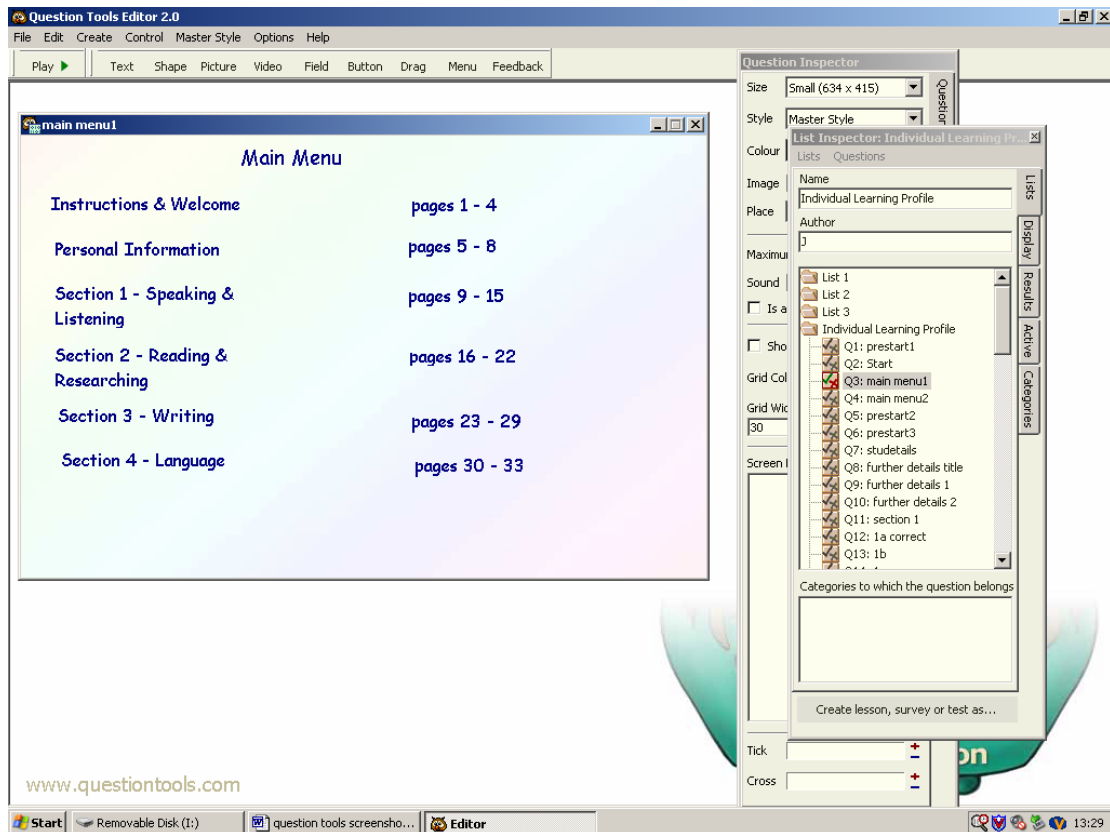 Question Tools Editor 2.0
File Edit Create Control Master Style Options Help
Play Text Shape Picture Video Field Button Drag Menu Feedback
main menu1
Main Menu
Instructions & Welcome pages 1 - 4
Personal Information pages 5 - 8
Section 1 - Speaking & pages 9 - 15
Listening
Section 2 - Reading & pages 16 - 22
Researching
Section 3 - Writing pages 23 - 29
Section 4 - Language pages 30 - 33
www.questiontools.com
Question Inspector
Size Small (634 x 415)
Style Master Style
Colour
Image
Place
Sound
Is a
Sho
Grid Col
30
Screen
Tick
Cross
List Inspector: Individual Learning Pr...
Lists Questions
Name
Individual Learning Profile
Author
J
List 1
List 2
List 3
Individual Learning Profile
Q1: prestart1
Q2: Start
Q3: main menu1
Q4: main menu2
Q5: prestart2
Q6: prestart3
Q7: studetails
Q8: further details title
Q9: further details 1
Q10: further details 2
Q11: section 1
Q12: 1a correct
Q13: 1b
Categories to which the question belongs
Create lesson, survey or test as...
Lists
Display
Results
Active
Categories
on
Start Removable Disk (I:) question tools screensho... Editor 13:29